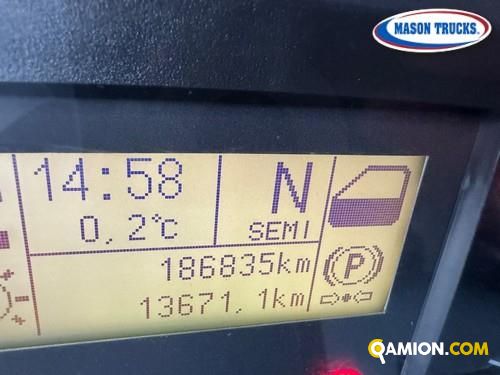 MASON TRUCKS.
14:58
N
0,2°C
SEMI
186835km
P
13671,1km
QAMION.COM